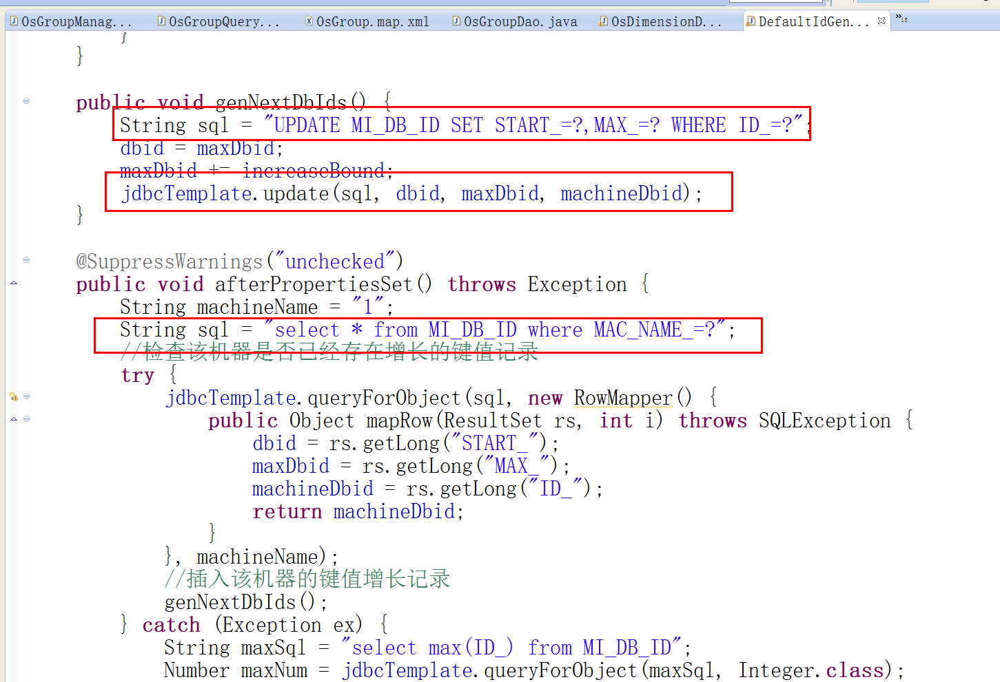 OsGroupManag... OsGroupQuery... OsGroup.map.xml OsGroupDao.java OsDimensionD... DefaultIdGen... »15
}
}
public void genNextDbIds() {
String sql = "UPDATE MI_DB_ID SET START_=?,MAX_=? WHERE ID_=?";
dbid = maxDbid;
maxDbid += increaseBound;
jdbcTemplate.update(sql, dbid, maxDbid, machineDbid);
}
@SuppressWarnings("unchecked")
public void afterPropertiesSet() throws Exception {
String machineName = "1";
String sql = "select * from MI_DB_ID where MAC_NAME_=?";
//检查该机器是否已经存在增长的键值记录
try {
jdbcTemplate.queryForObject(sql, new RowMapper() {
public Object mapRow(ResultSet rs, int i) throws SQLException {
dbid = rs.getLong("START_");
maxDbid = rs.getLong("MAX_");
machineDbid = rs.getLong("ID_");
return machineDbid;
}
}, machineName);
//插入该机器的键值增长记录
genNextDbIds();
} catch (Exception ex) {
String maxSql = "select max(ID_) from MI_DB_ID";
Number maxNum = jdbcTemplate.queryForObject(maxSql, Integer.class);